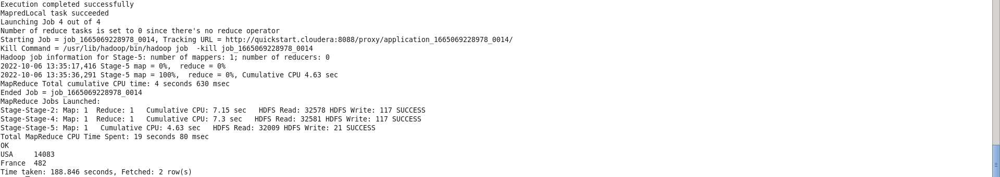 Execution completed successfully
MapredLocal task succeeded
Launching Job 4 out of 4
Number of reduce tasks is set to 0 since there's no reduce operator
Starting Job = job_1665069228978_0014, Tracking URL = http://quickstart.cloudera:8088/proxy/application_1665069228978_0014/
Kill Command = /usr/lib/hadoop/bin/hadoop job  -kill job_1665069228978_0014
Hadoop job information for Stage-5: number of mappers: 1; number of reducers: 0
2022-10-06 13:35:17,416 Stage-5 map = 0%,  reduce = 0%
2022-10-06 13:35:36,291 Stage-5 map = 100%,  reduce = 0%, Cumulative CPU 4.63 sec
MapReduce Total cumulative CPU time: 4 seconds 630 msec
Ended Job = job_1665069228978_0014
MapReduce Jobs Launched:
Stage-Stage-2: Map: 1  Reduce: 1   Cumulative CPU: 7.15 sec   HDFS Read: 32578 HDFS Write: 117 SUCCESS
Stage-Stage-4: Map: 1  Reduce: 1   Cumulative CPU: 7.3 sec   HDFS Read: 32581 HDFS Write: 117 SUCCESS
Stage-Stage-5: Map: 1   Cumulative CPU: 4.63 sec   HDFS Read: 32009 HDFS Write: 21 SUCCESS
Total MapReduce CPU Time Spent: 19 seconds 80 msec
OK
USA     14083
France  482
Time taken: 188.846 seconds, Fetched: 2 row(s)